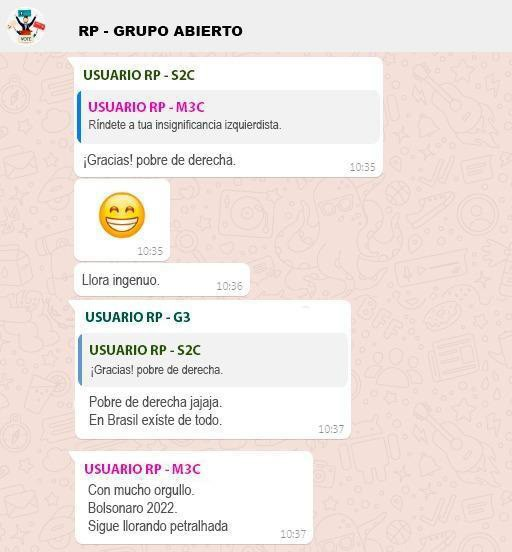 RP - GRUPO ABIERTO
USUARIO RP - S2C
USUARIO RP - M3C
Ríndete a tua insignificancia izquierdista.
¡Gracias! pobre de derecha.
10:35
10:35
Llora ingenuo.
10:36
USUARIO RP - G3
USUARIO RP - S2C
¡Gracias! pobre de derecha.
Pobre de derecha jajaja.
En Brasil exíste de todo.
10:37
USUARIO RP - M3C
Con mucho orgullo.
Bolsonaro 2022.
Sigue llorando petralhada
10:37